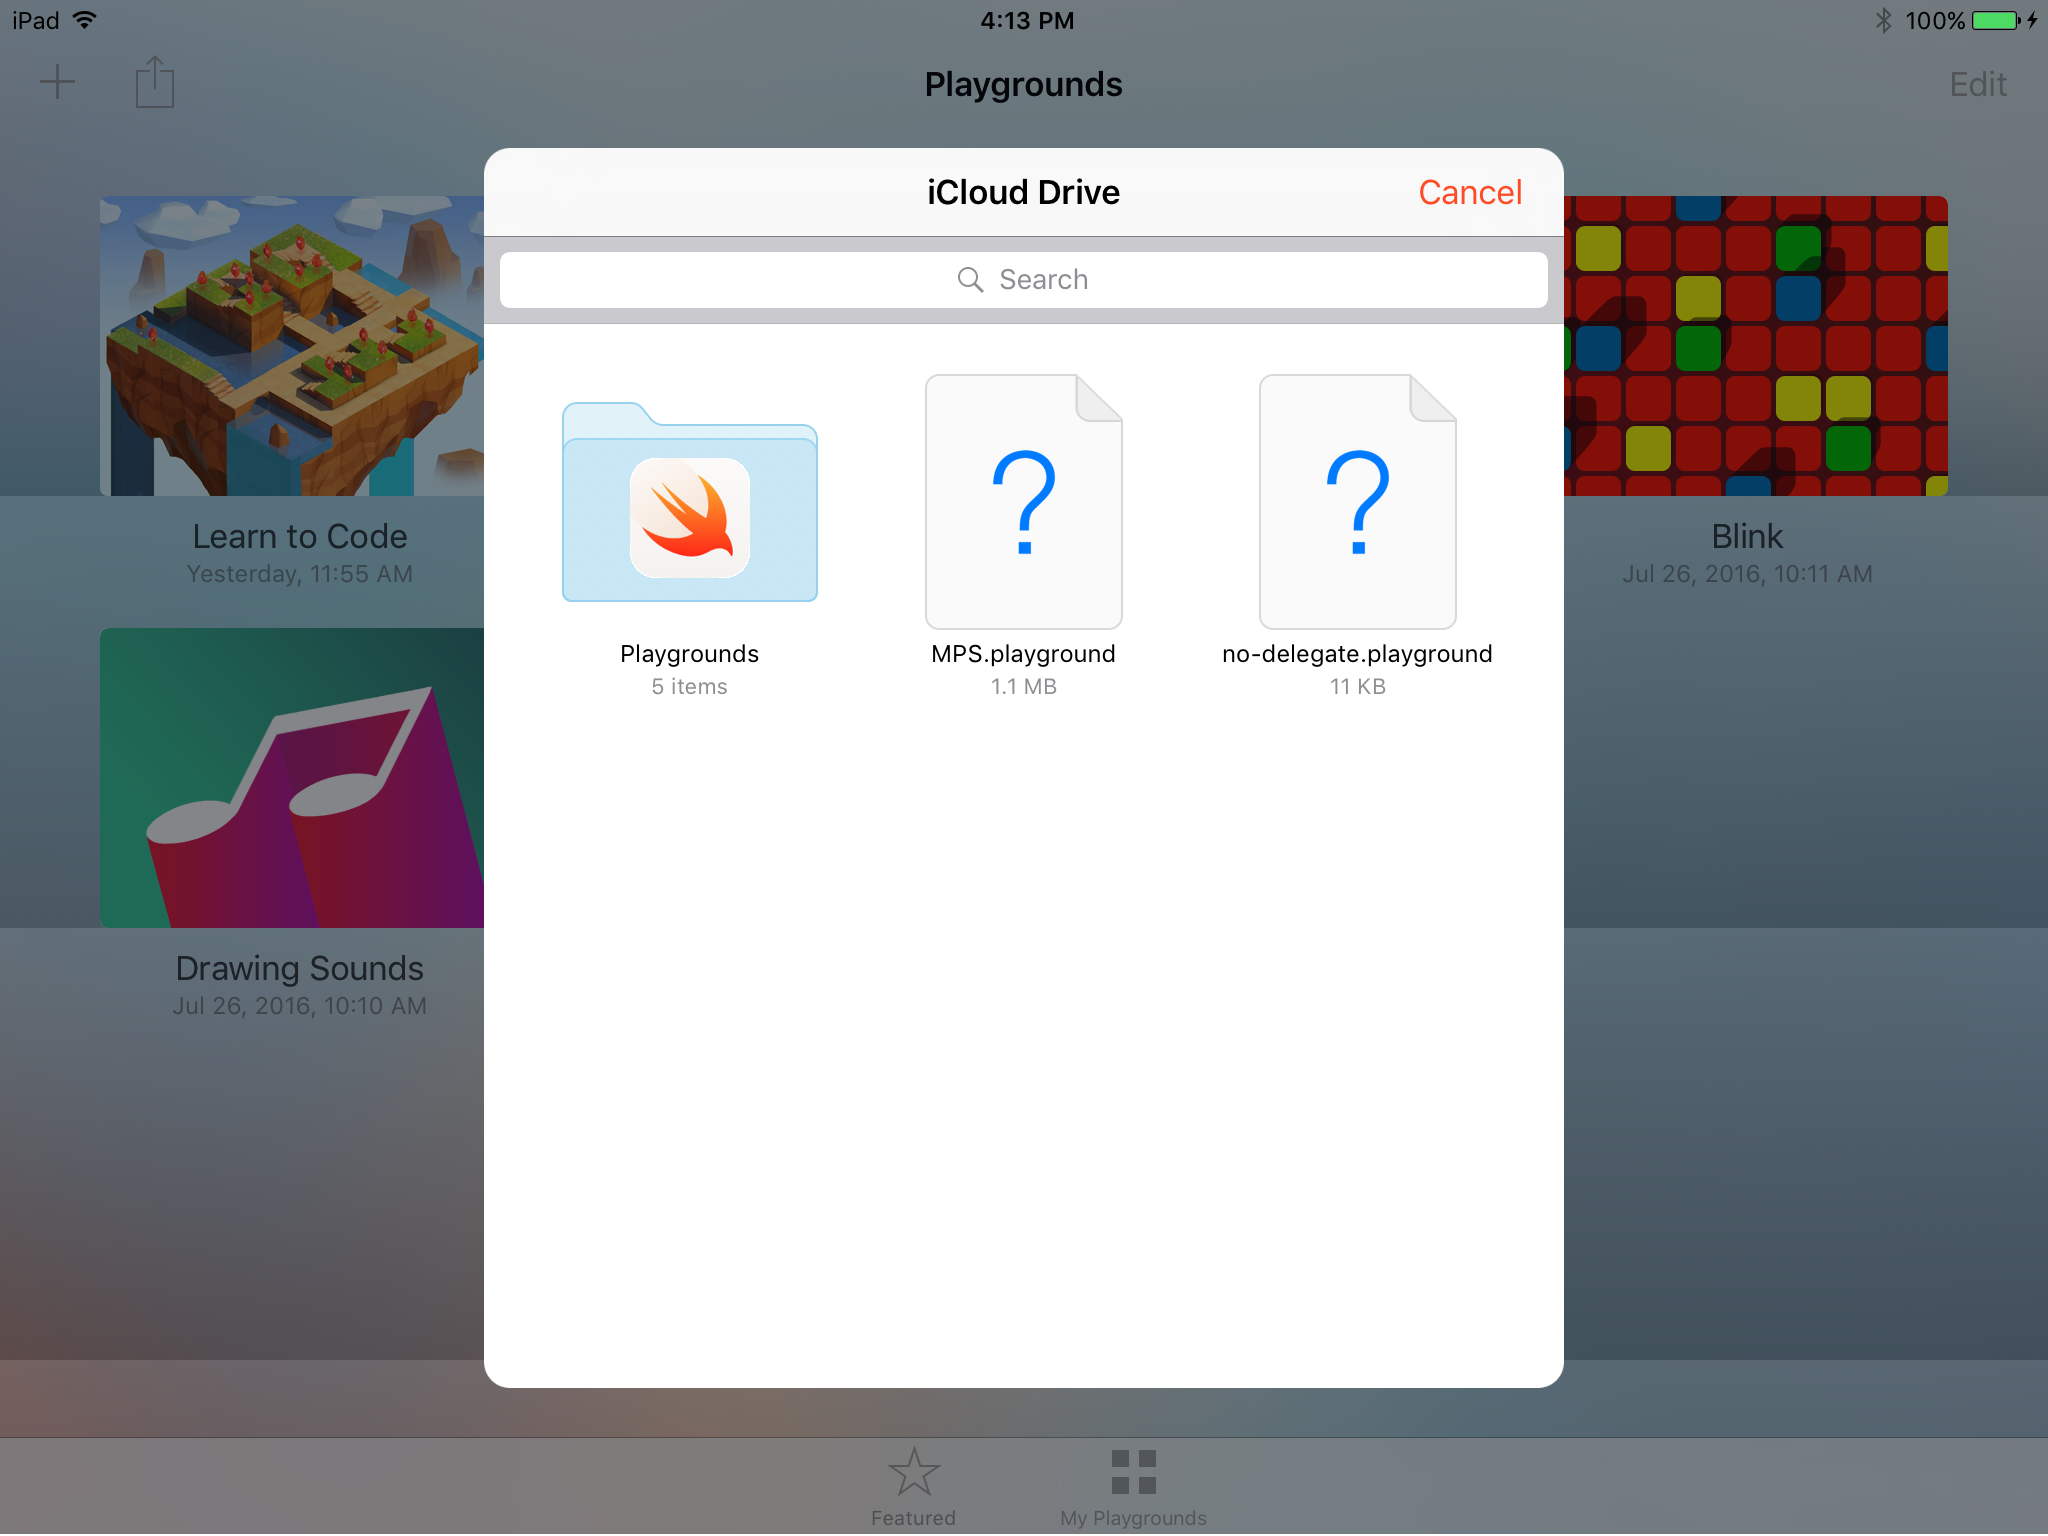 iPad
4:13 PM
100%
Playgrounds
Edit
iCloud Drive
Cancel
Search
Playgrounds
5 items
MPS.playground
1.1 MB
no-delegate.playground
11 KB
Learn to Code
Yesterday, 11:55 AM
Blink
Jul 26, 2016, 10:11 AM
Drawing Sounds
Jul 26, 2016, 10:10 AM
Featured
My Playgrounds